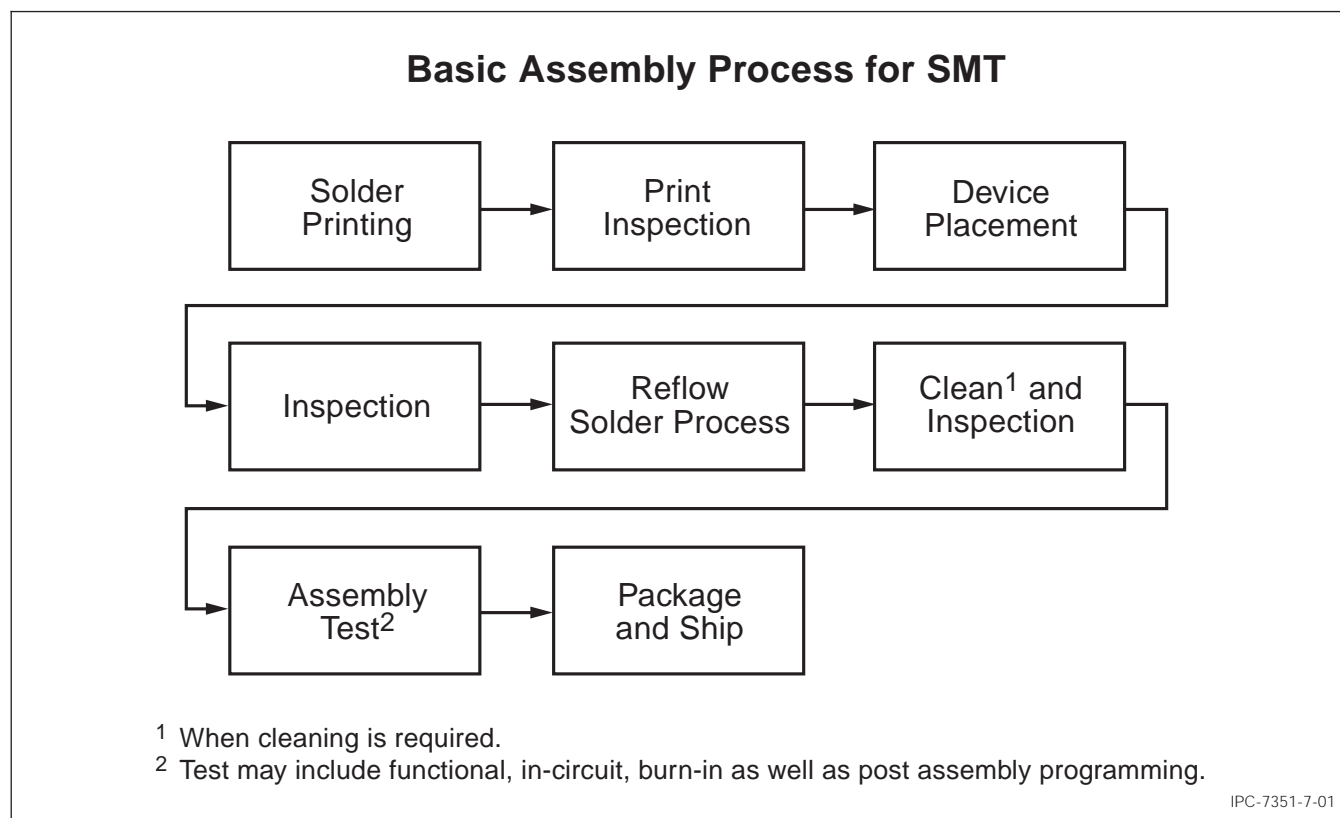 Basic Assembly Process for SMT
Solder
Printing
Print
Inspection
Device
Placement
Inspection
Reflow
Solder Process
Clean1 and
Inspection
Assembly
Test2
Package
and Ship
1 When cleaning is required.
2 Test may include functional, in-circuit, burn-in as well as post assembly programming.
IPC-7351-7-01